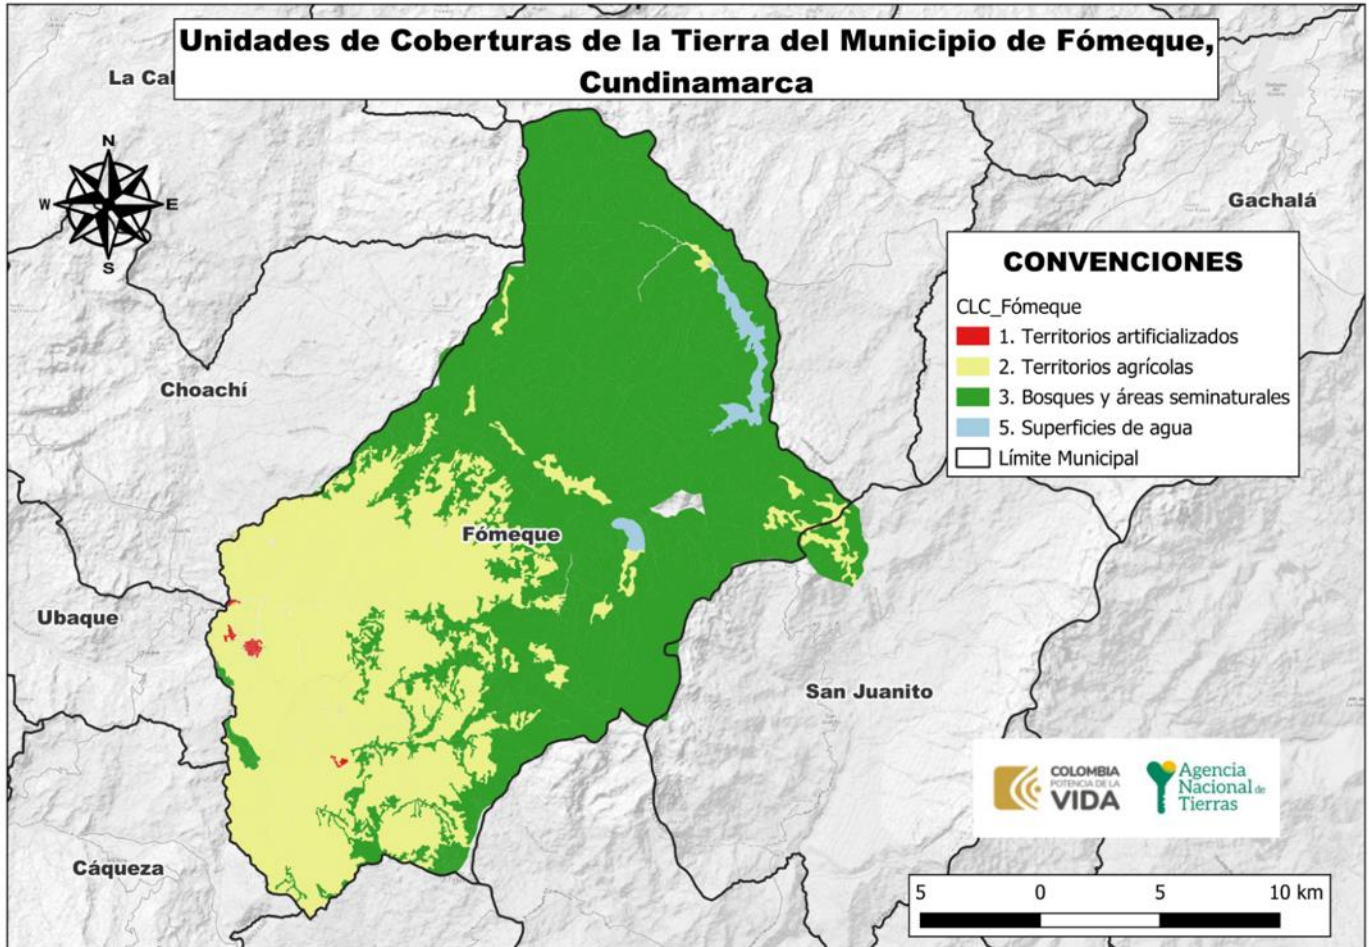 Unidades de Coberturas de la Tierra del Municipio de Fómeque,
Cundinamarca
La Cal
N
W
E
S
Gachalá
CONVENCIONES
CLC_Fómeque
1. Territorios artificializados
2. Territorios agrícolas
3. Bosques y áreas seminaturales
5. Superficies de agua
Límite Municipal
Choachí
Fómeque
Ubaque
San Juanito
COLOMBIA
POTENCIA DE LA
VIDA
Agencia
Nacional de
Tierras
Cáqueza
5 0 5 10 km